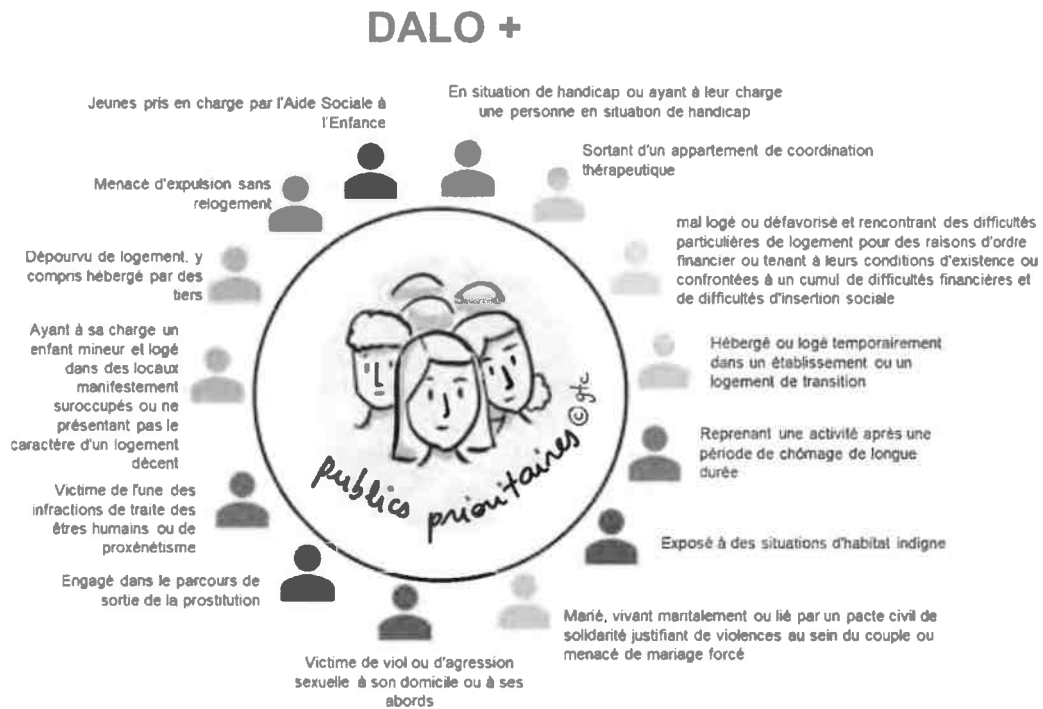 DALO +
En situation de handicap ou ayant à leur charge
une personne en situation de handicap
Sortant d'un appartement de coordination
thérapeutique
mal logé ou défavorisé et rencontrant des difficultés
particulières de logement pour des raisons d'ordre
financier ou tenant à leurs conditions d'existence ou
confrontées à un cumul de difficultés financières et
de difficultés d'insertion sociale
Hébergé ou logé temporairement
dans un établissement ou un
logement de transition
Reprenant une activité après une
période de chômage de longue
durée
Exposé à des situations d'habitat indigne
Marié, vivant maritalement ou lié par un pacte civil de
solidarité justifiant de violences au sein du couple ou
menacé de mariage forcé
Victime de viol ou d'agression
sexuelle à son domicile ou à ses
abords
Engagé dans le parcours de
sortie de la prostitution
Victime de l'une des
infractions de traite des
êtres humains ou de
proxénétisme
Ayant à sa charge un
enfant mineur et logé
dans des locaux
manifestement
suroccupés ou ne
présentant pas le
caractère d'un logement
décent
Dépourvu de logement, y
compris hébergé par des
tiers
Menacé d'expulsion sans
relogement
Jeunes pris en charge par l'Aide Sociale à
l'Enfance
publics prioritaires ©gtc